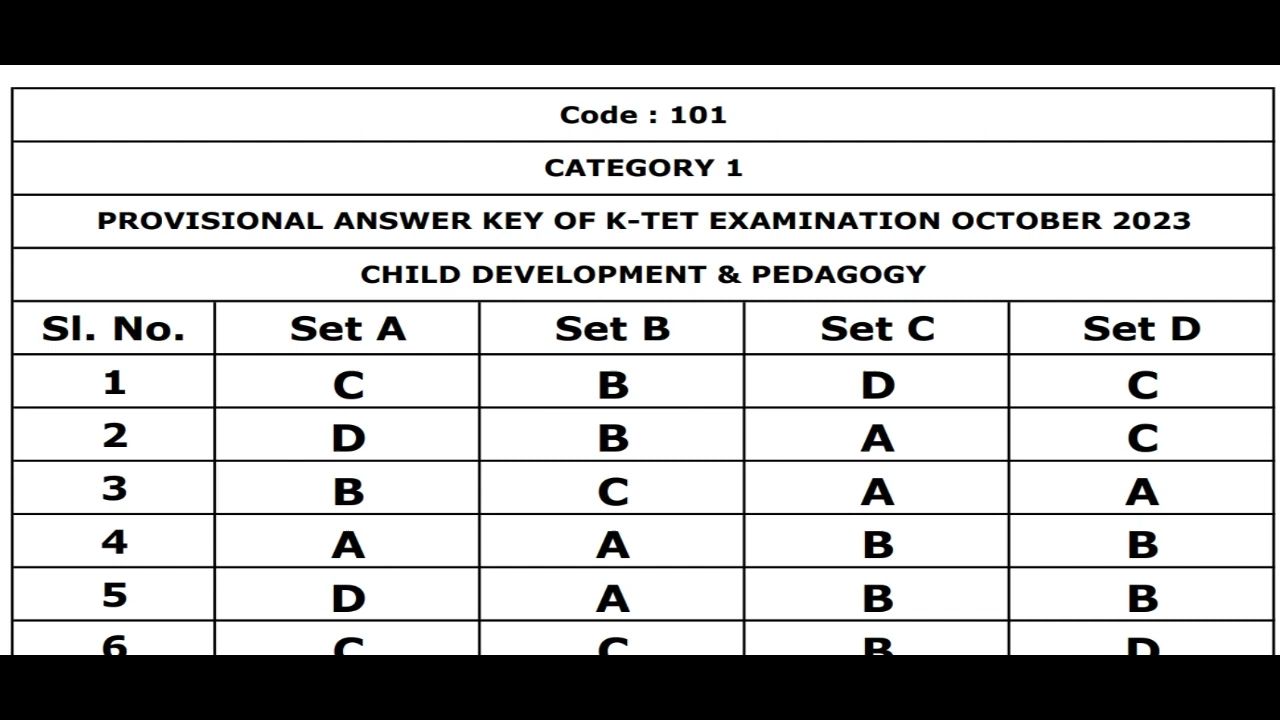 Code : 101
CATEGORY 1
PROVISIONAL ANSWER KEY OF K-TET EXAMINATION OCTOBER 2023
CHILD DEVELOPMENT & PEDAGOGY
Sl. No. Set A Set B Set C Set D
1 C B D C
2 D B A C
3 B C A A
4 A A B B
5 D A B B
6 C C B D